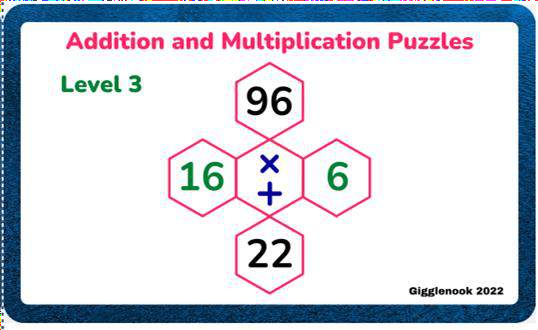 Addition and Multiplication Puzzles
Level 3
96
16 × 6
+
22
Gigglenook 2022